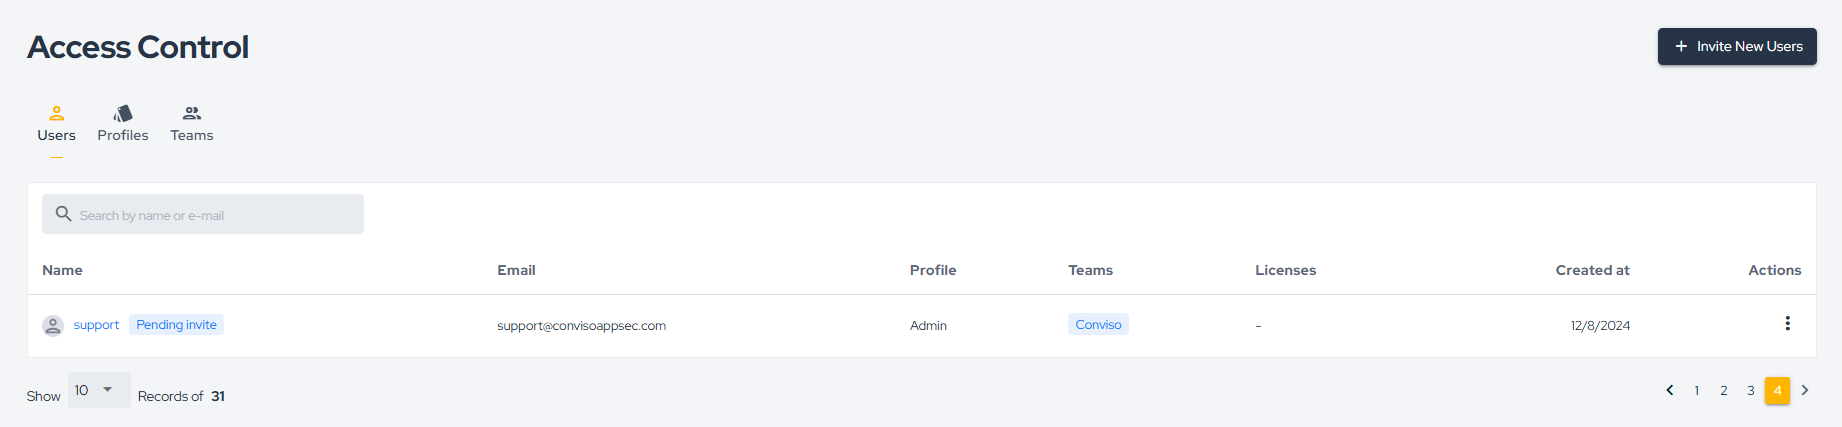 Access Control
Invite New Users
Users Profiles Teams
Search by name or e-mail
Name Email Profile Teams Licenses Created at Actions
support Pending invite support@convisoappsec.com Admin Conviso - 12/8/2024
Show 10 Records of 31 1 2 3 4